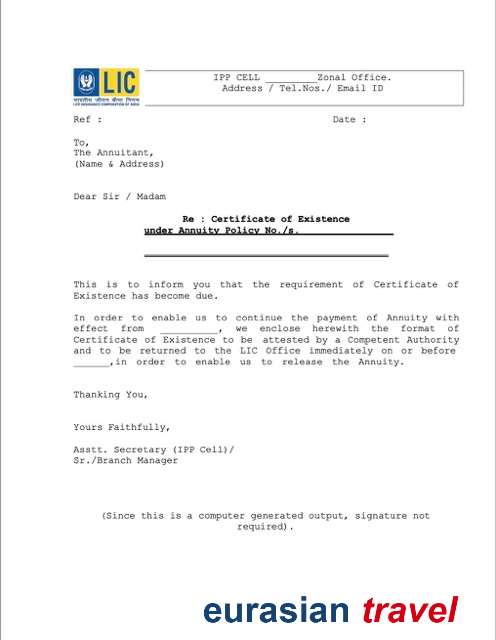 LIC
भारतीय जीवन बीमा निगम
LIFE INSURANCE CORPORATION OF INDIA
IPP CELL _________Zonal Office.
Address / Tel.Nos./ Email ID
Ref :
Date :
To,
The Annuitant,
(Name & Address)
Dear Sir / Madam
Re : Certificate of Existence
under Annuity Policy No./s.________________
This is to inform you that the requirement of Certificate of
Existence has become due.
In order to enable us to continue the payment of Annuity with
effect from __________, we enclose herewith the format of
Certificate of Existence to be attested by a Competent Authority
and to be returned to the LIC Office immediately on or before
______,in order to enable us to release the Annuity.
Thanking You,
Yours Faithfully,
Asstt. Secretary (IPP Cell)/
Sr./Branch Manager
(Since this is a computer generated output, signature not
required).
eurasian travel